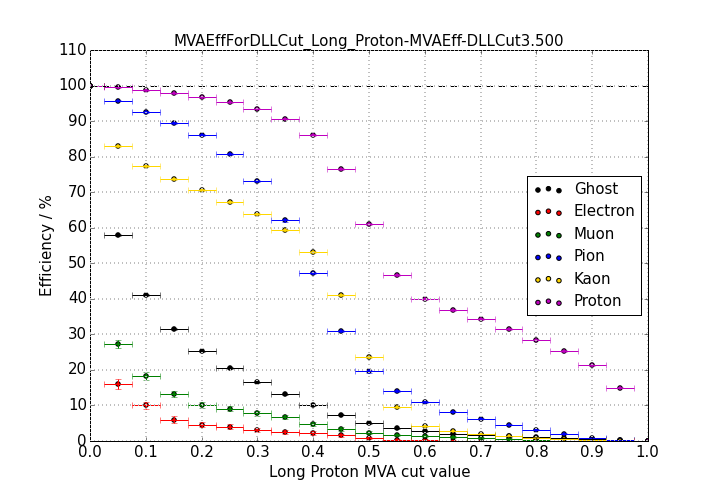 MVAEffForDLLCut_Long_Proton-MVAEff-DLLCut3.500
110
100
90
80
70
60
50
40
30
20
10
0
Efficiency / %
Ghost
Electron
Muon
Pion
Kaon
Proton
0.0 0.1 0.2 0.3 0.4 0.5 0.6 0.7 0.8 0.9 1.0
Long Proton MVA cut value